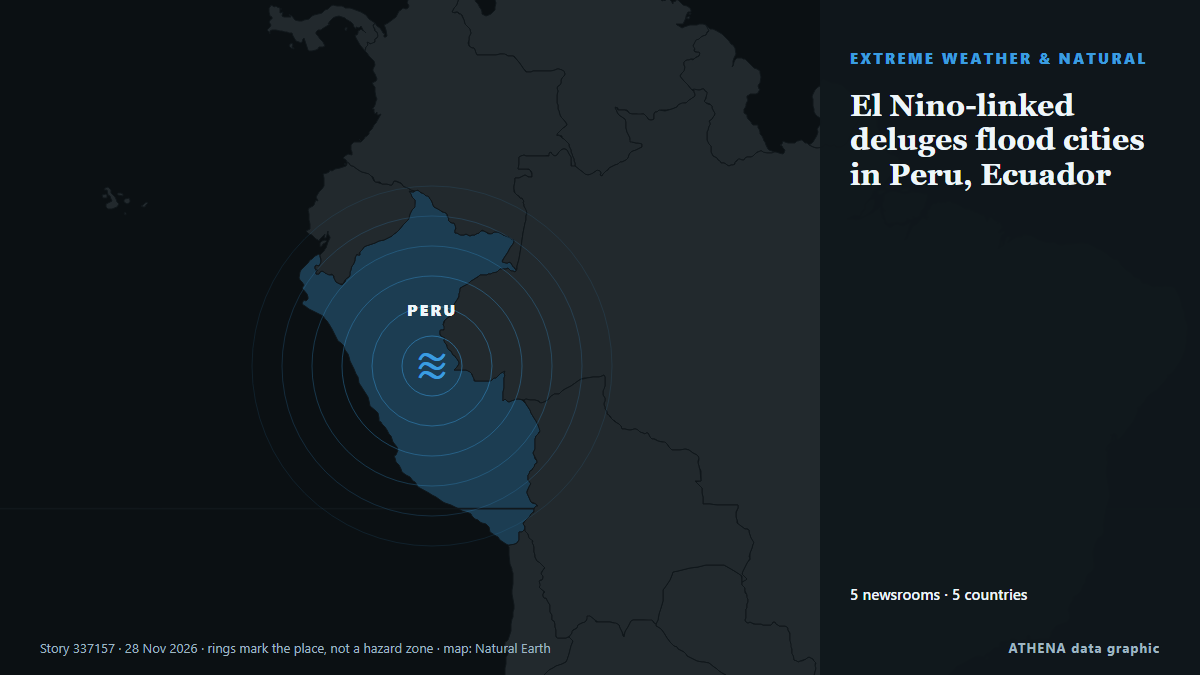 EXTREME WEATHER & NATURAL
El Nino-linked
deluges flood cities
in Peru, Ecuador
PERU
5 newsrooms · 5 countries
Story 337157 · 28 Nov 2026 · rings mark the place, not a hazard zone · map: Natural Earth
ATHENA data graphic